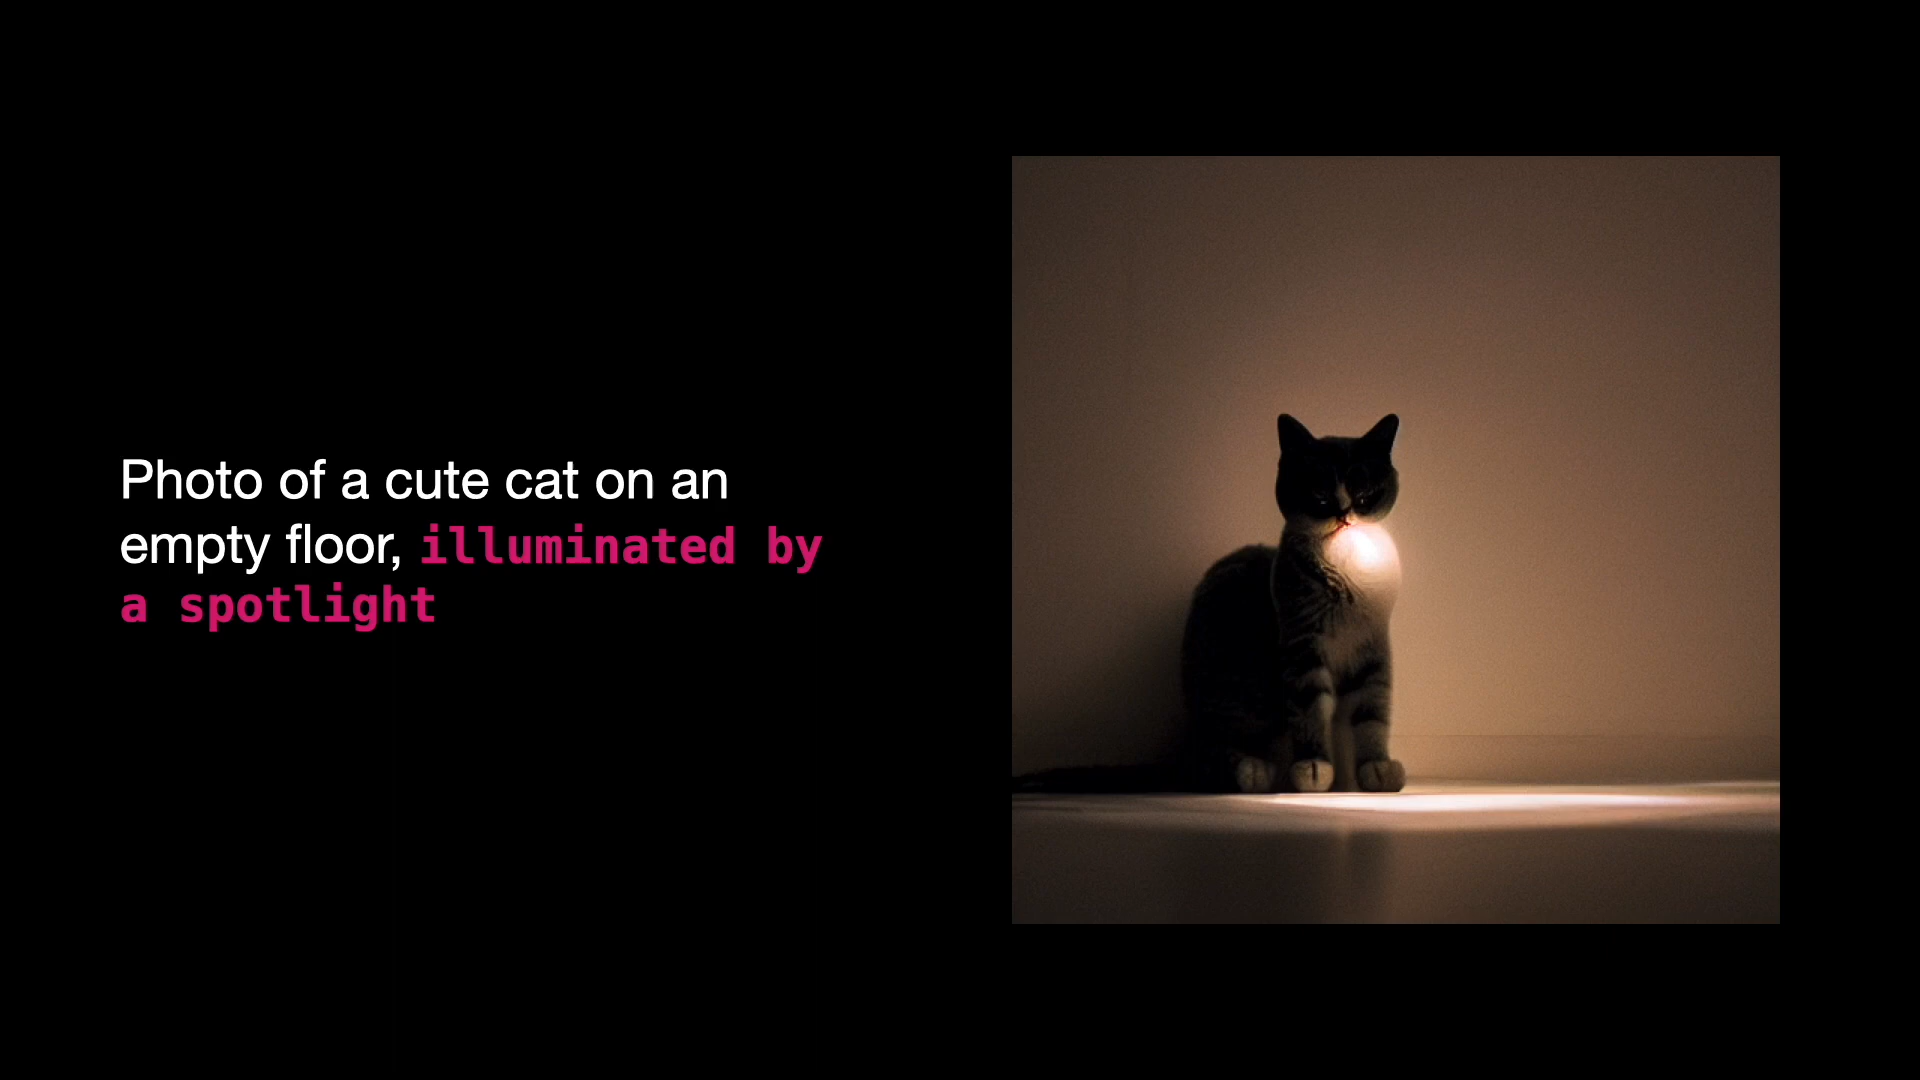 Photo of a cute cat on an
empty floor, illuminated by
a spotlight